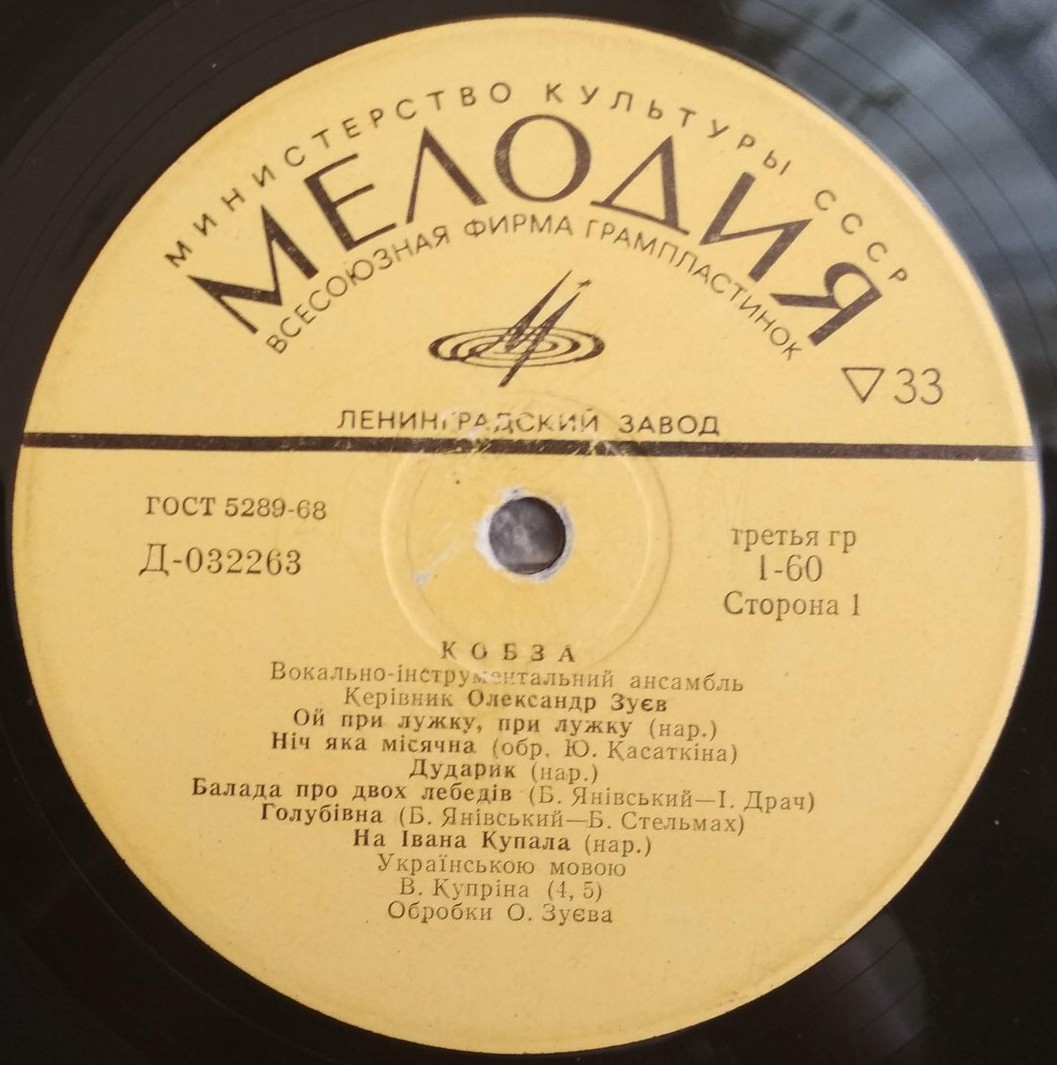 МИНИСТЕРСТВО КУЛЬТУРЫ СССР
МЕЛОДИЯ
ВСЕСОЮЗНАЯ ФИРМА ГРАМПЛАСТИНОК
▽33
ЛЕНИНГРАДСКИЙ ЗАВОД
ГОСТ 5289-68
Д-032263
третья гр
1-60
Сторона 1
КОБЗА
Вокально-інструментальний ансамбль
Керівник Олександр Зуєв
Ой при лужку, при лужку (нар.)
Ніч яка місячна (обр. Ю. Касаткіна)
Дударик (нар.)
Балада про двох лебедів (Б. Янівський—І. Драч)
Голубівна (Б. Янівський—Б. Стельмах)
На Івана Купала (нар.)
Українською мовою
В. Купріна (4, 5)
Обробки О. Зуєва